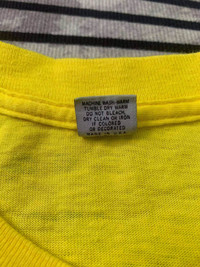 MACHINE WASH-WARM
TUMBLE DRY WARM
DO NOT BLEACH,
DRY CLEAN OR IRON
IF COLORED
OR DECORATED
MADE IN U.S.A.